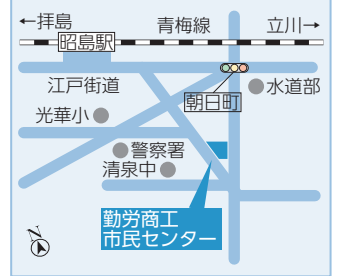 ←拝島 青梅線 立川→
昭島駅
江戸街道
朝日町
水道部
光華小
警察署
清泉中
勤労商工
市民センター
N